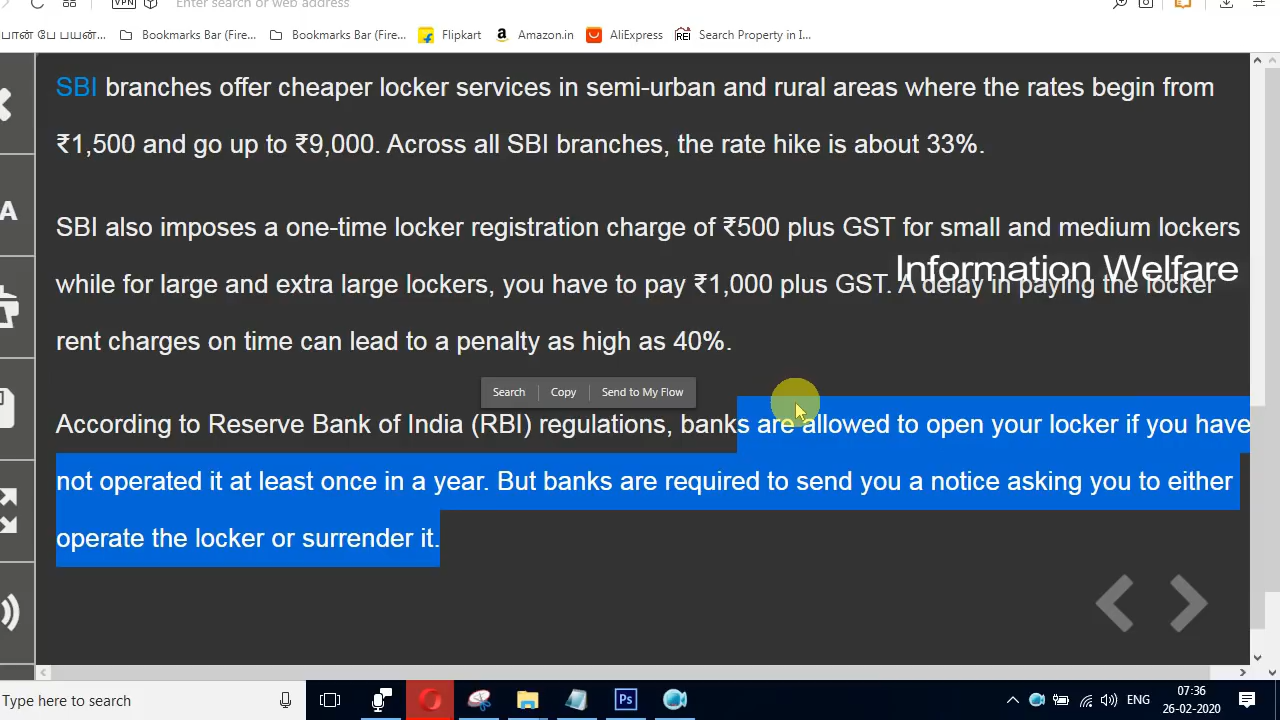 VPN Enter search or web address
Bookmarks Bar (Fire... Bookmarks Bar (Fire... Flipkart Amazon.in AliExpress REI Search Property in I...
SBI branches offer cheaper locker services in semi-urban and rural areas where the rates begin from
₹1,500 and go up to ₹9,000. Across all SBI branches, the rate hike is about 33%.
SBI also imposes a one-time locker registration charge of ₹500 plus GST for small and medium lockers
Information Welfare
while for large and extra large lockers, you have to pay ₹1,000 plus GST. A delay in paying the locker
rent charges on time can lead to a penalty as high as 40%.
Search Copy Send to My Flow
According to Reserve Bank of India (RBI) regulations, banks are allowed to open your locker if you have
not operated it at least once in a year. But banks are required to send you a notice asking you to either
operate the locker or surrender it.
A
Type here to search Ps ENG 07:36
26-02-2020